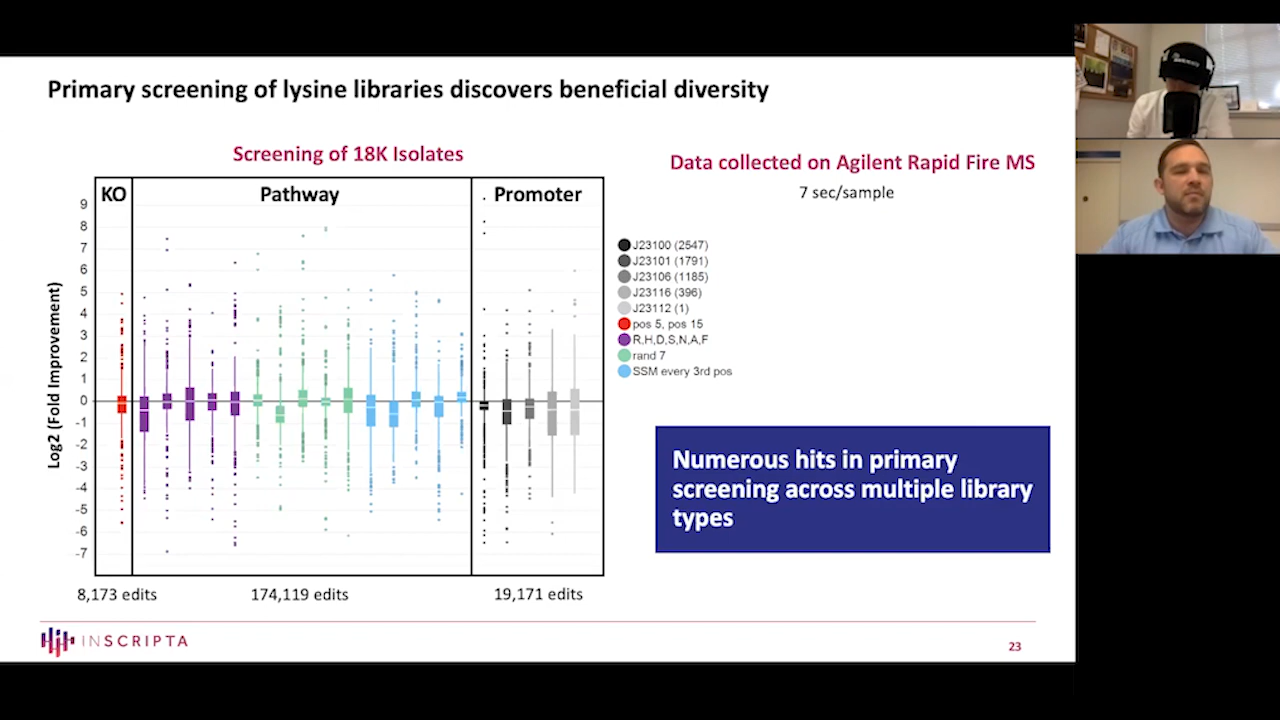 Primary screening of lysine libraries discovers beneficial diversity
Screening of 18K Isolates
Data collected on Agilent Rapid Fire MS
7 sec/sample
KO
Pathway
Promoter
Log2 (Fold Improvement)
9
8
7
6
5
4
3
2
1
0
-1
-2
-3
-4
-5
-6
-7
J23100 (2547)
J23101 (1791)
J23106 (1185)
J23116 (396)
J23112 (1)
pos 5, pos 15
R,H,D,S,N,A,F
rand 7
SSM every 3rd pos
Numerous hits in primary
screening across multiple library
types
8,173 edits
174,119 edits
19,171 edits
INSCRIPTA
23